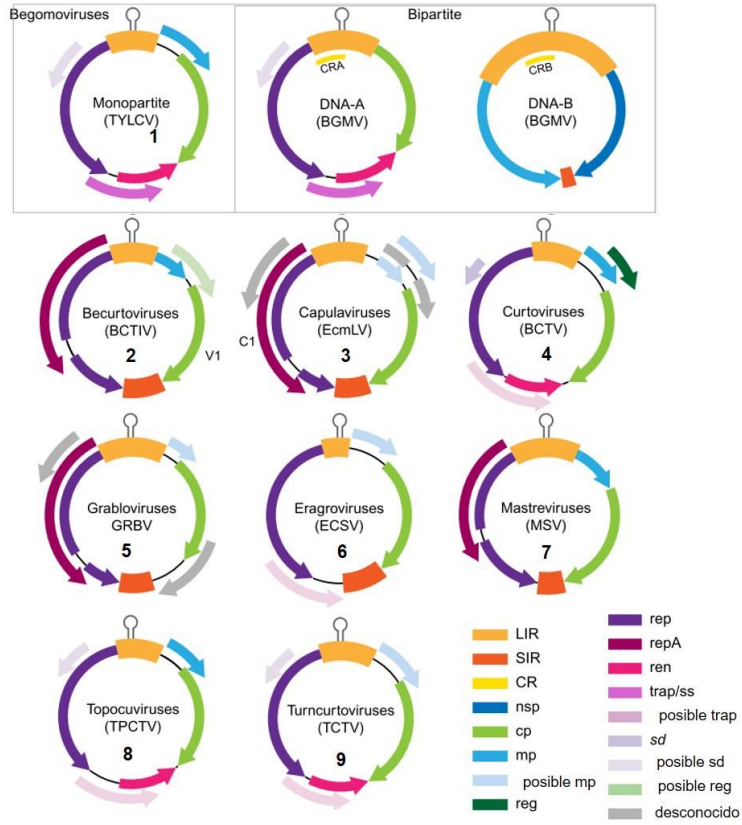 Begomoviruses
Bipartite
Monopartite
(TYLCV)
1
CRA
DNA-A
(BGMV)
CRB
DNA-B
(BGMV)
Becurtoviruses
(BCTIV)
2
V1
Capulaviruses
(EcmLV)
3
C1
Curtoviruses
(BCTV)
4
Grabloviruses
GRBV
5
Eragroviruses
(ECSV)
6
Mastreviruses
(MSV)
7
Topocuviruses
(TPCTV)
8
Turncurtoviruses
(TCTV)
9
LIR
SIR
CR
nsp
cp
mp
posible mp
reg
rep
repA
ren
trap/ss
posible trap
sd
posible sd
posible reg
desconocido